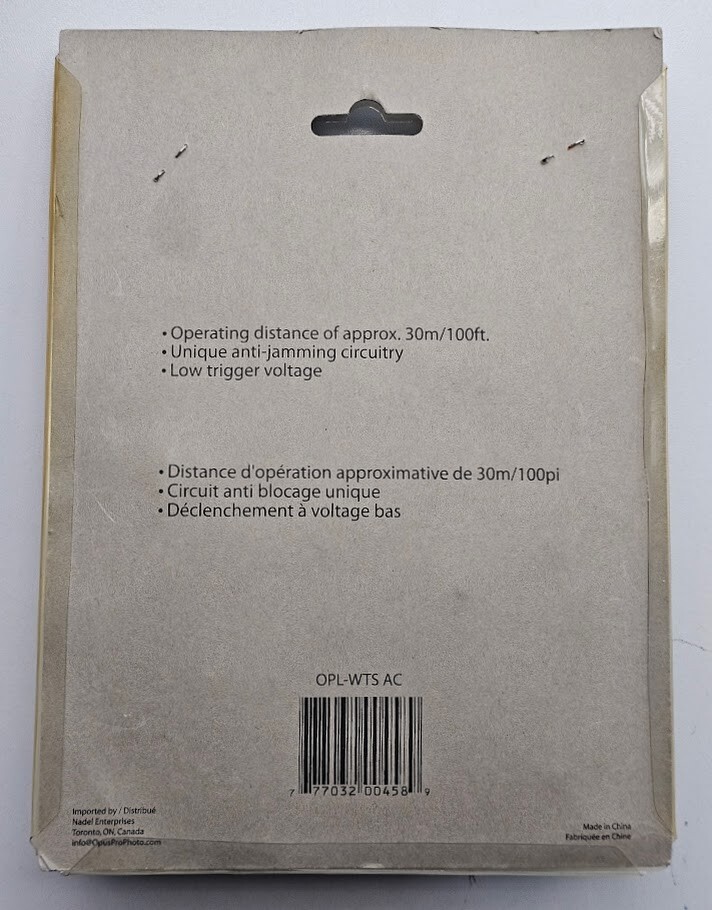 • Operating distance of approx. 30m/100ft.
• Unique anti-jamming circuitry
• Low trigger voltage
• Distance d'opération approximative de 30m/100pi
• Circuit anti blocage unique
• Déclenchement à voltage bas
OPL-WTS AC
7 77032 00458 9
Imported by / Distribué
Nadel Enterprises
Toronto, ON, Canada
info@OpusProPhoto.com
Made in China
Fabriquée en Chine